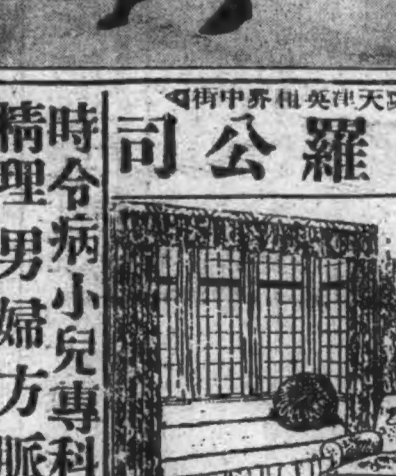 天津英租界中街
羅公司
時令病小兒專科
精理男婦方脈